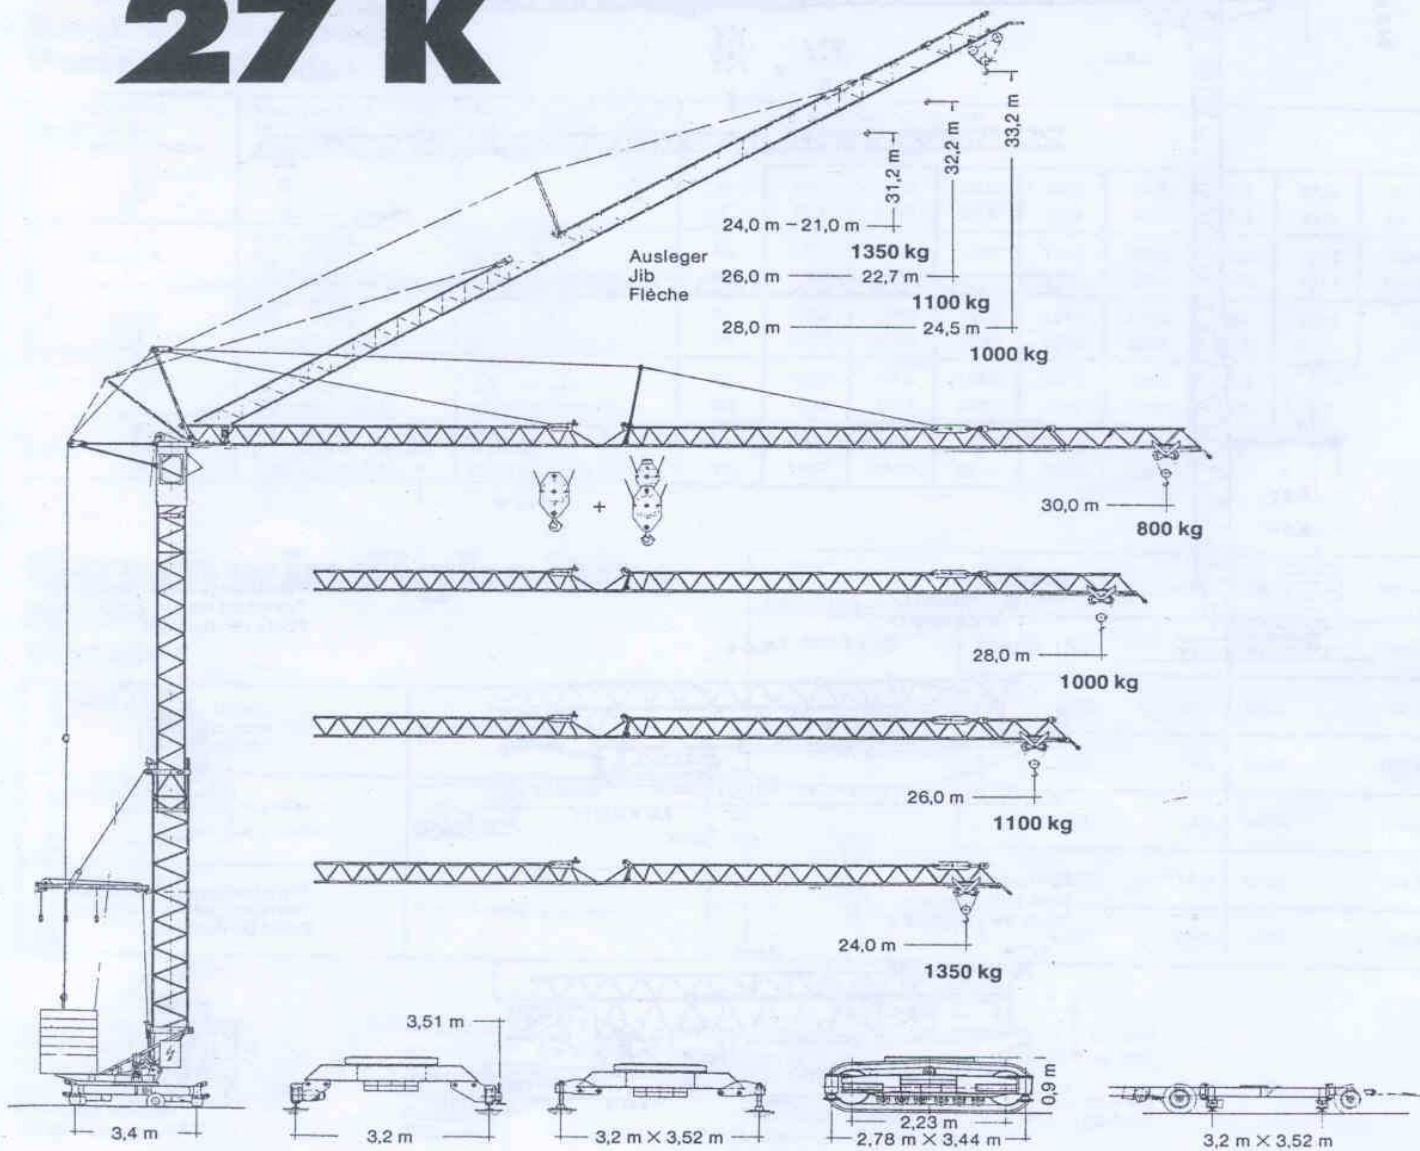 27 K
33,2 m
32,2 m
31,2 m
24,0 m – 21,0 m
1350 kg
Ausleger
Jib
Flèche
26,0 m
22,7 m
1100 kg
28,0 m
24,5 m
1000 kg
+
30,0 m
800 kg
28,0 m
1000 kg
26,0 m
1100 kg
24,0 m
1350 kg
3,51 m
0,9 m
3,4 m
3,2 m
3,2 m × 3,52 m
2,23 m
2,78 m × 3,44 m
3,2 m × 3,52 m